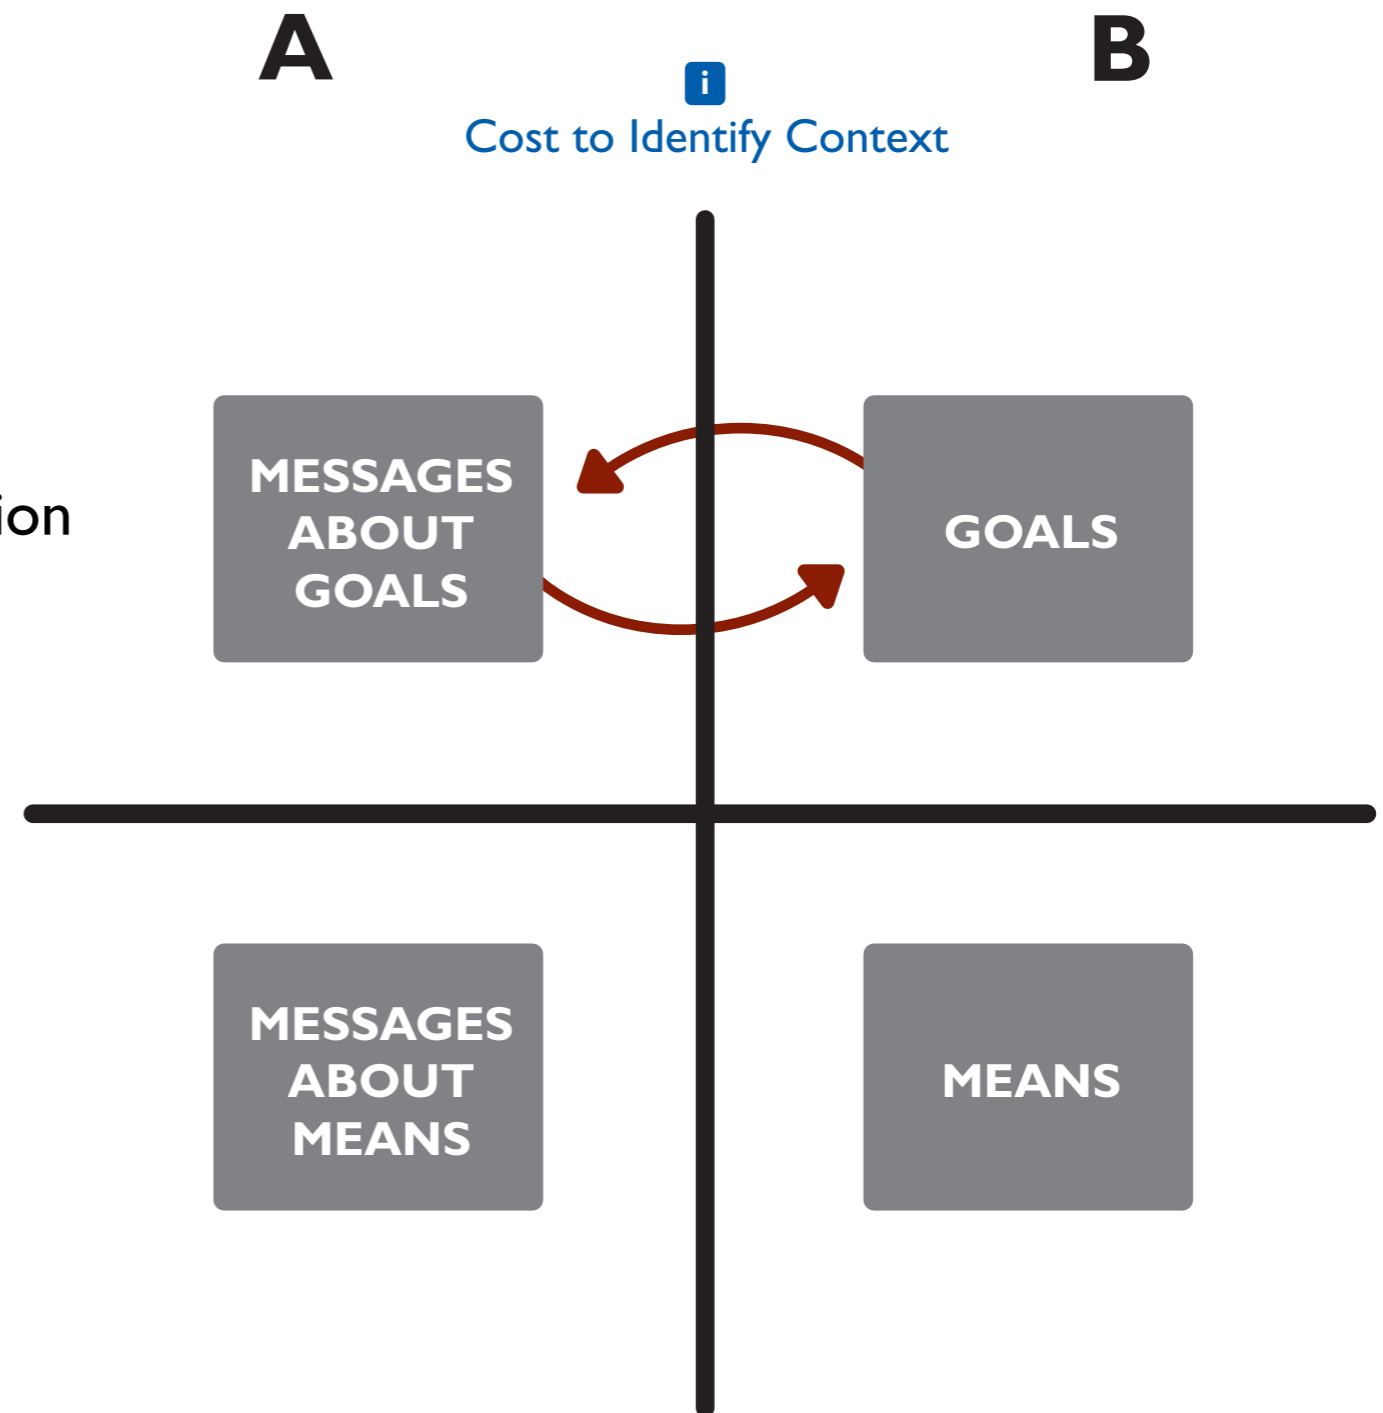 A
B
i
Cost to Identify Context
MESSAGES
ABOUT
GOALS
GOALS
ion
MESSAGES
ABOUT
MEANS
MEANS